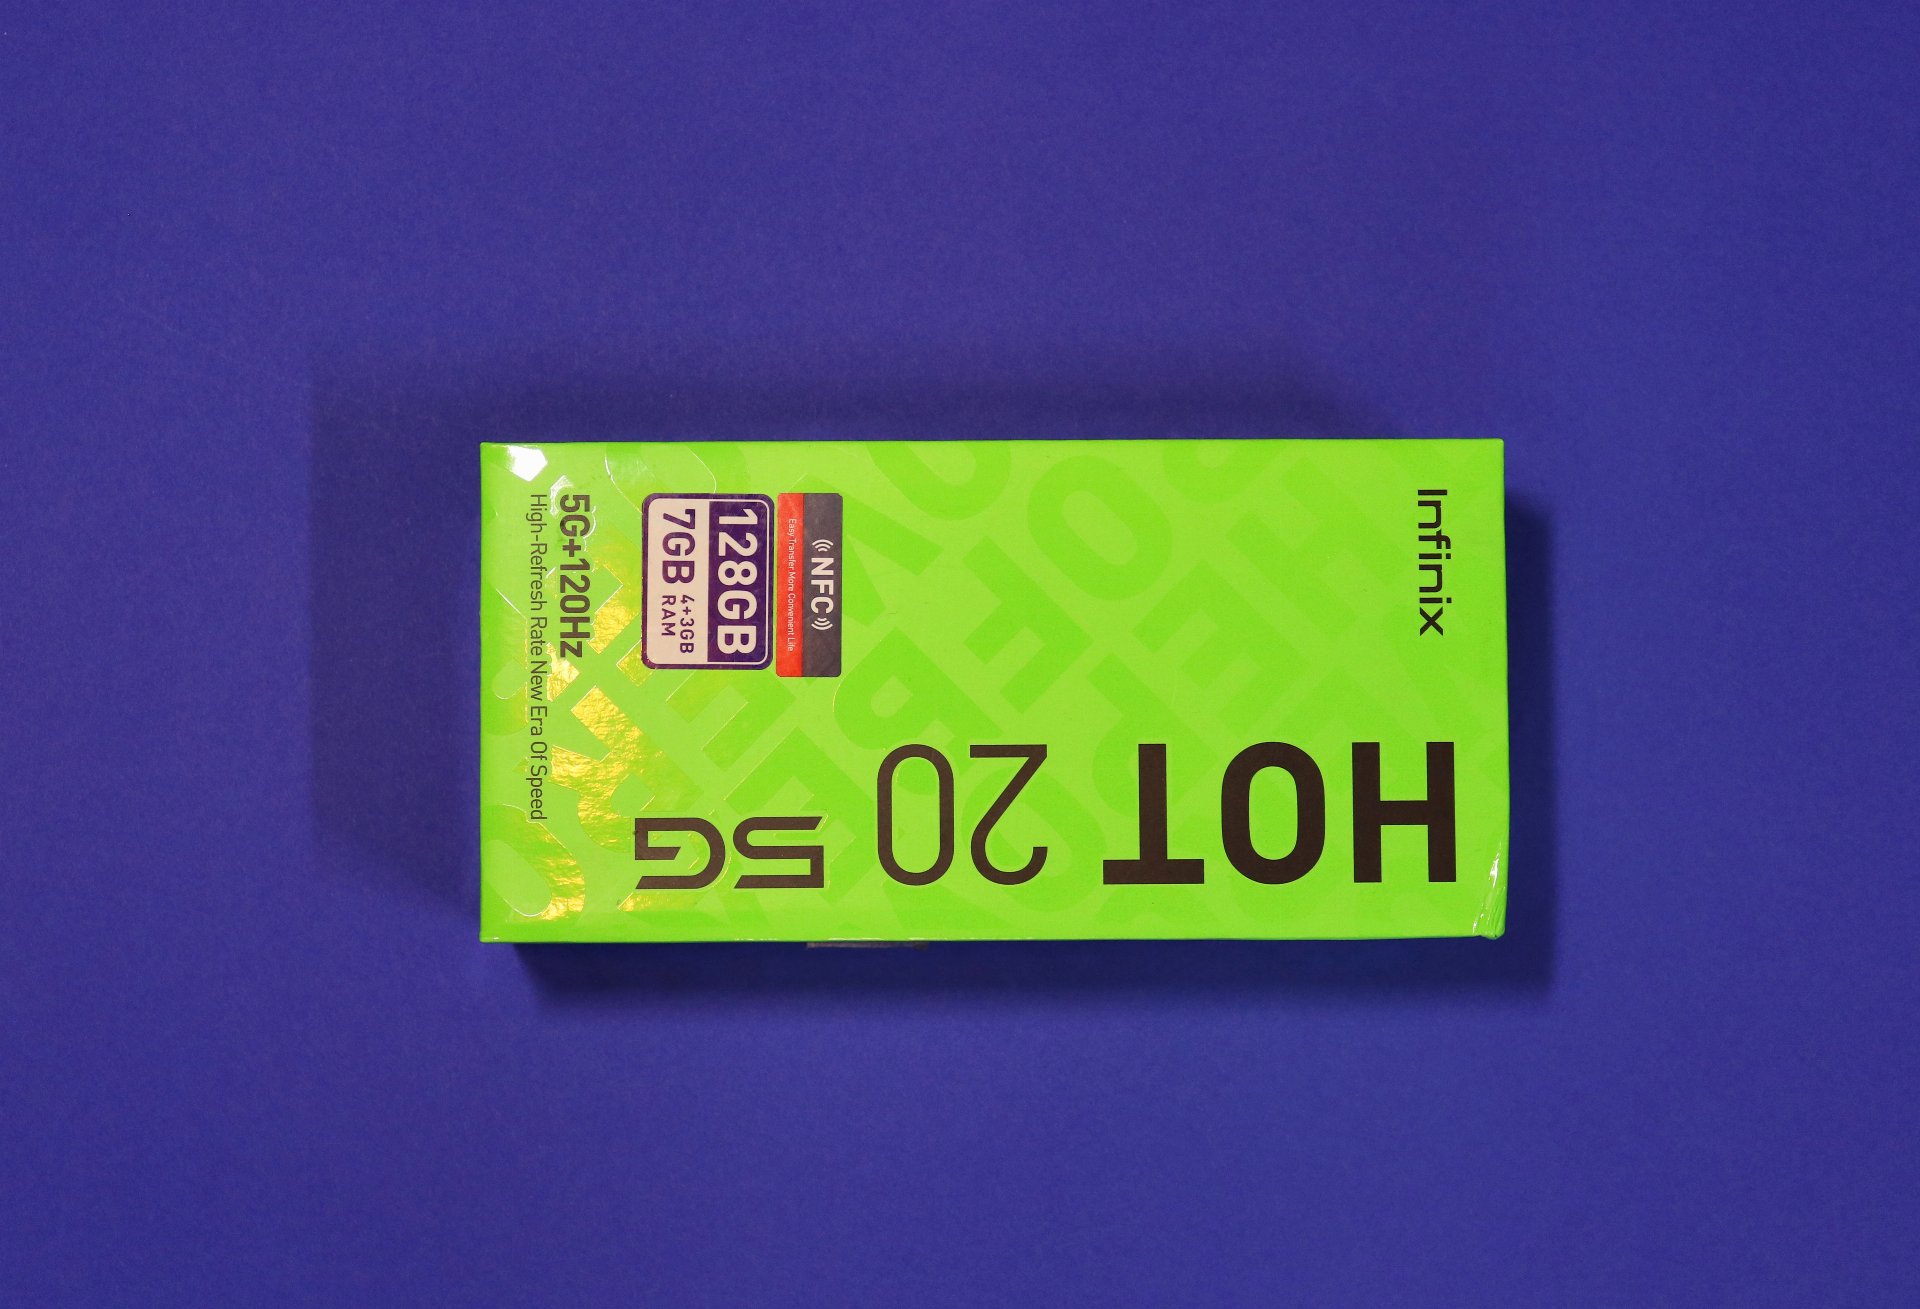 Infinix
HOT 20 5G
NFC
Easy Transfer, More Convenient Life
128GB
7GB 4+3GB RAM
5G+120Hz
High-Refresh Rate New Era Of Speed